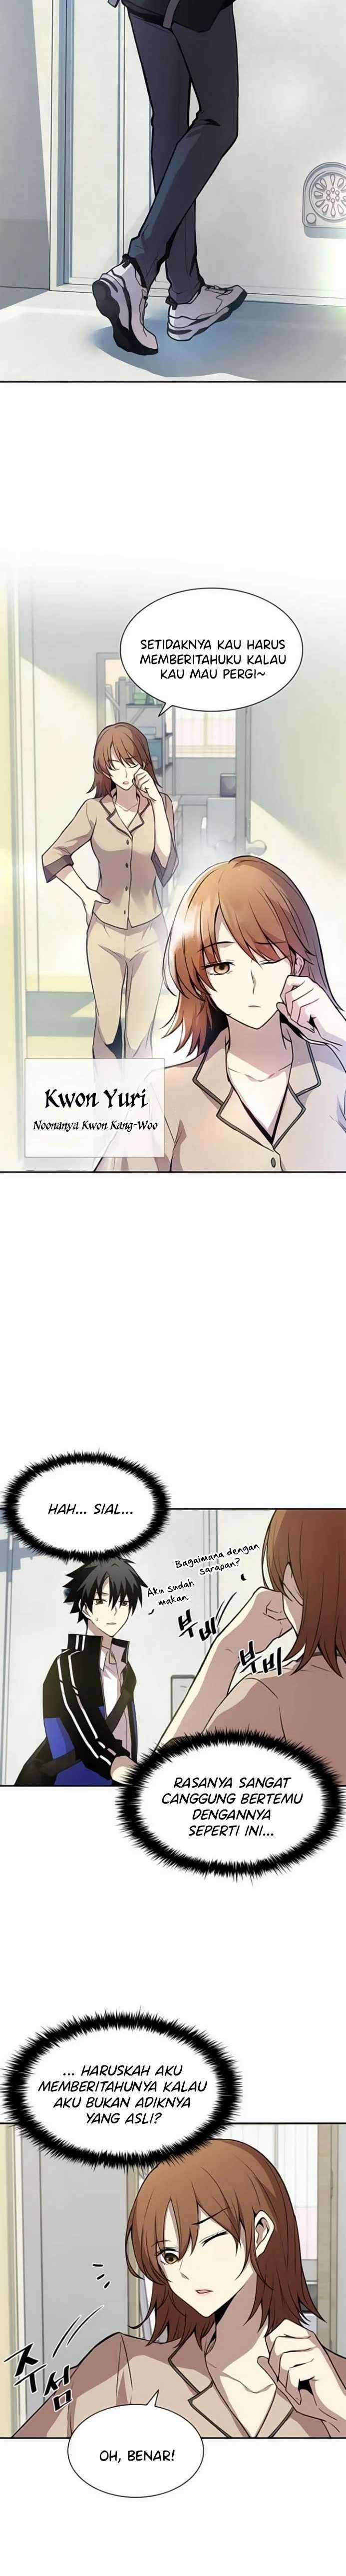 SETIDAKNYA KAU HARUS
MEMBERITAHUKU KALAU
KAU MAU PERGI~
Kwon Yuri
Noonanya Kwon Kang-Woo
HAH... SIAL...
Bagaimana dengan
sarapan?
Aku sudah
makan.
부비
부비
RASANYA SANGAT
CANGGUNG BERTEMU
DENGANNYA
SEPERTI INI...
... HARUSKAH AKU
MEMBERITAHUNYA KALAU
AKU BUKAN ADIKNYA
YANG ASLI?
주섬
OH, BENAR!